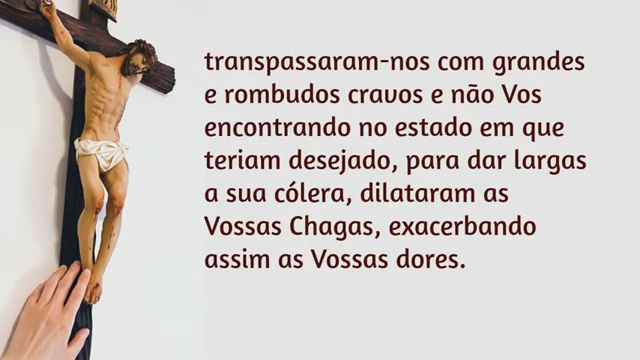 transpassaram-nos com grandes
e rombudos cravos e não Vos
encontrando no estado em que
teriam desejado, para dar largas
a sua cólera, dilataram as
Vossas Chagas, exacerbando
assim as Vossas dores.